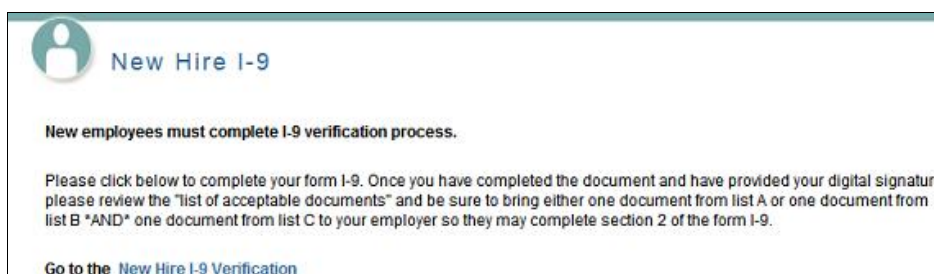 New Hire I-9
New employees must complete I-9 verification process.
Please click below to complete your form I-9. Once you have completed the document and have provided your digital signatur
please review the "list of acceptable documents" and be sure to bring either one document from list A or one document from
list B *AND* one document from list C to your employer so they may complete section 2 of the form I-9.
Go to the New Hire I-9 Verification